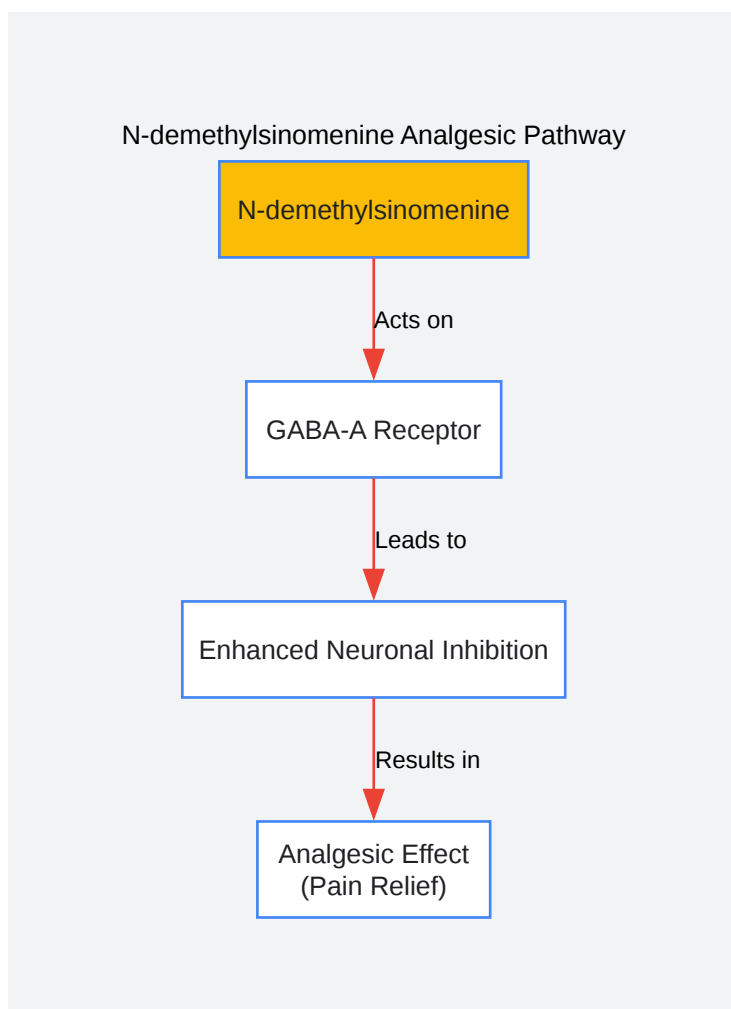 N-demethylsinomenine Analgesic Pathway
N-demethylsinomenine
Acts on
GABA-A Receptor
Leads to
Enhanced Neuronal Inhibition
Results in
Analgesic Effect
(Pain Relief)